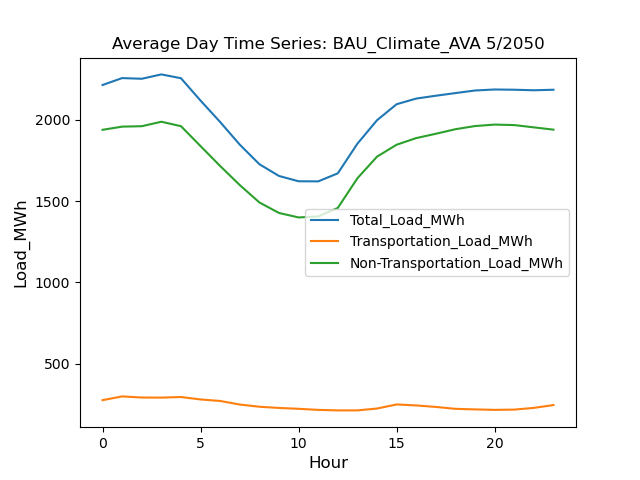 Average Day Time Series: BAU_Climate_AVA 5/2050
Load_MWh
2000
1500
1000
500
Total_Load_MWh
Transportation_Load_MWh
Non-Transportation_Load_MWh
0 5 10 15 20
Hour